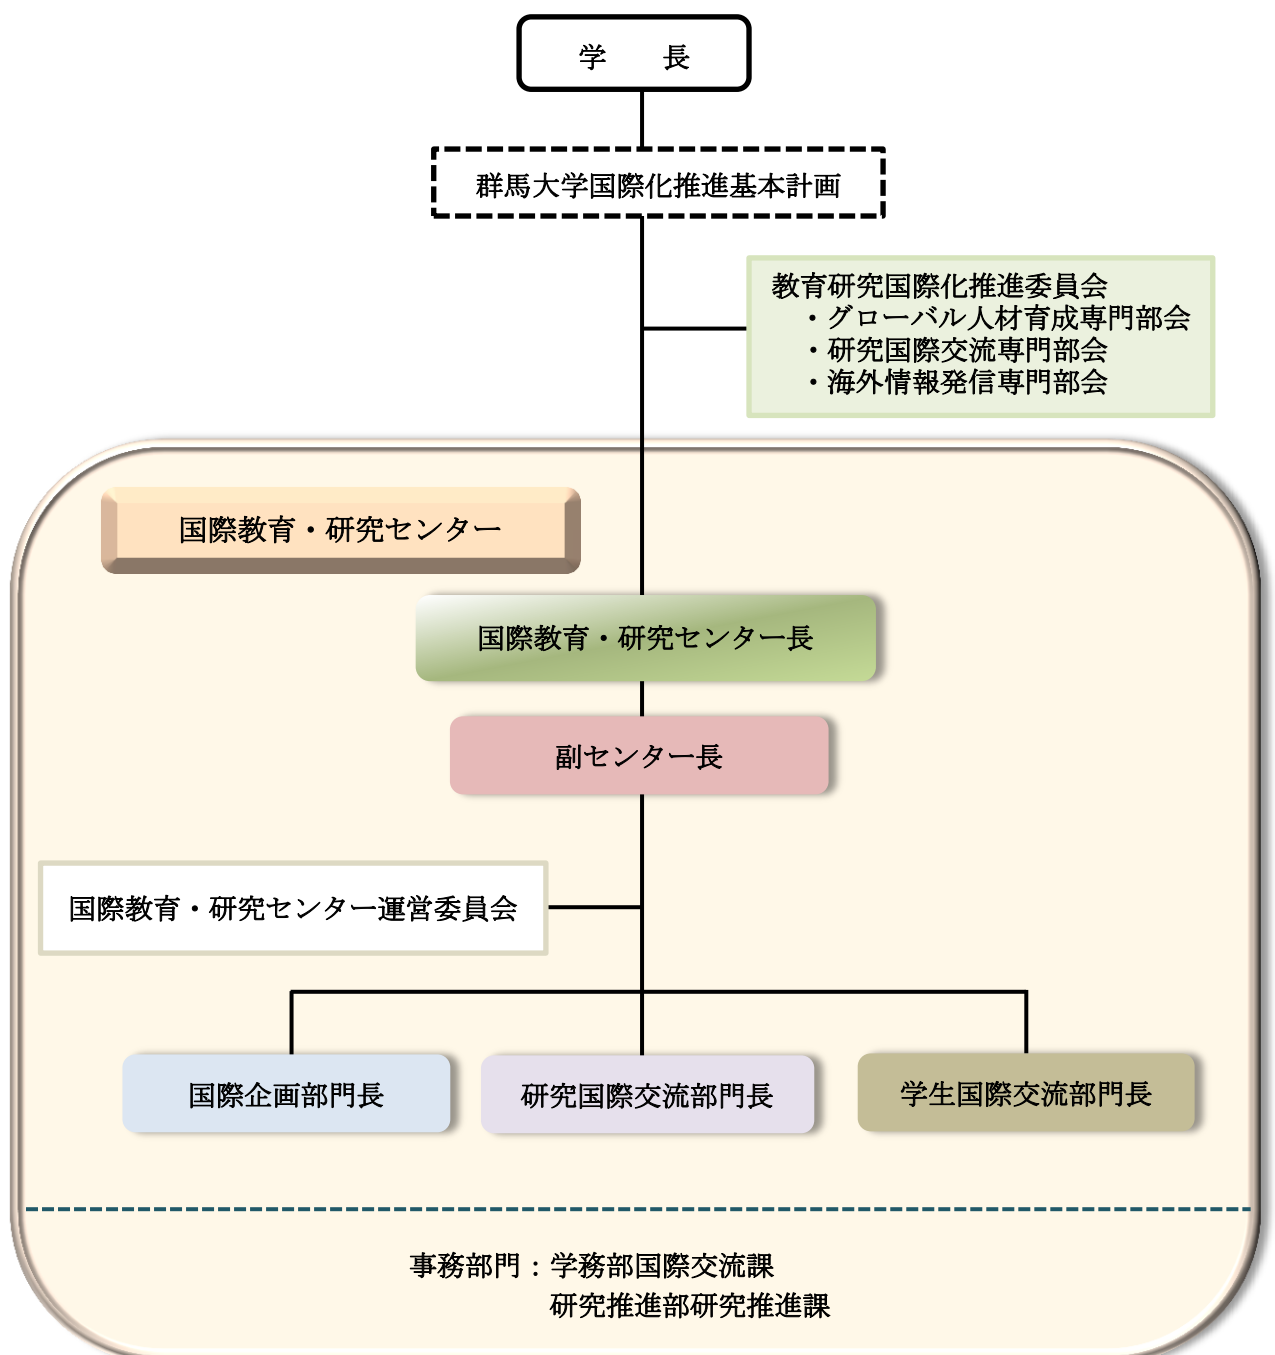 学　　長
群馬大学国際化推進基本計画
教育研究国際化推進委員会
・グローバル人材育成専門部会
・研究国際交流専門部会
・海外情報発信専門部会
国際教育・研究センター
国際教育・研究センター長
副センター長
国際教育・研究センター運営委員会
国際企画部門長
研究国際交流部門長
学生国際交流部門長
事務部門：学務部国際交流課
研究推進部研究推進課